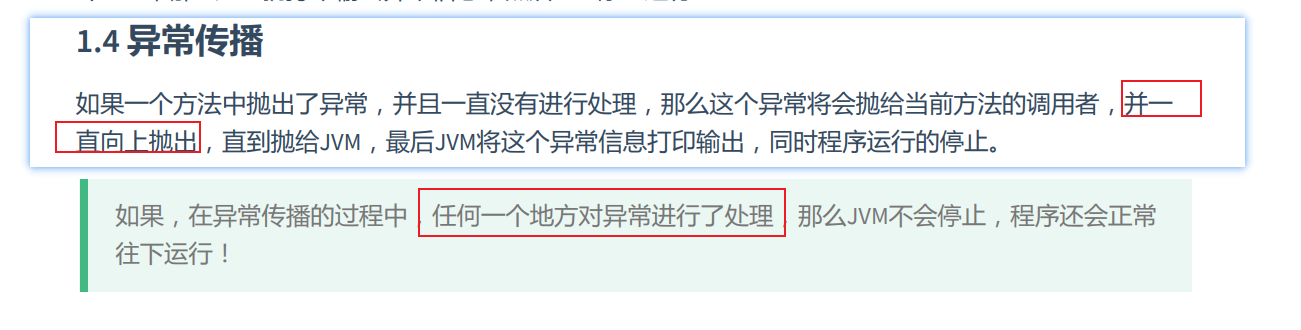 1.4 异常传播
如果一个方法中抛出了异常，并且一直没有进行处理，那么这个异常将会抛给当前方法的调用者，并一
直向上抛出，直到抛给JVM，最后JVM将这个异常信息打印输出，同时程序运行的停止。
如果，在异常传播的过程中，任何一个地方对异常进行了处理，那么JVM不会停止，程序还会正常
往下运行！